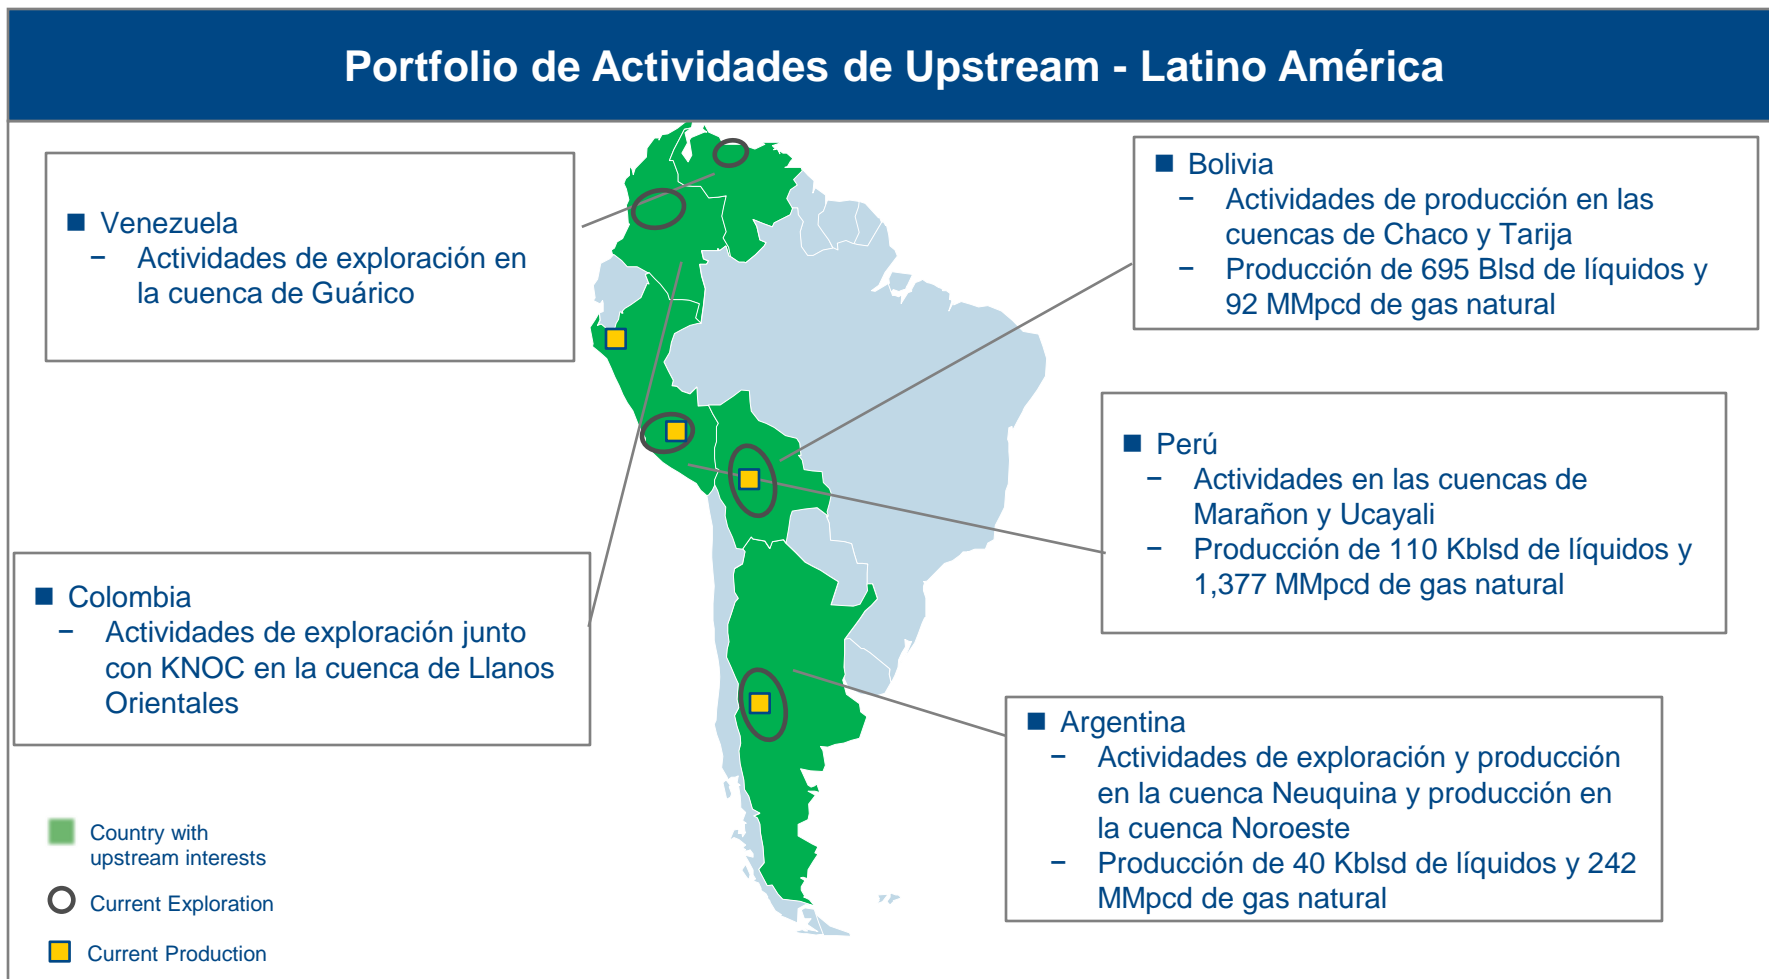 Portfolio de Actividades de Upstream - Latino América
■ Venezuela
− Actividades de exploración en
la cuenca de Guárico
■ Colombia
− Actividades de exploración junto
con KNOC en la cuenca de Llanos
Orientales
Country with
upstream interests
Current Exploration
Current Production
■ Bolivia
− Actividades de producción en las
cuencas de Chaco y Tarija
− Producción de 695 Blsd de líquidos y
92 MMpcd de gas natural
■ Perú
− Actividades en las cuencas de
Marañon y Ucayali
− Producción de 110 Kblsd de líquidos y
1,377 MMpcd de gas natural
■ Argentina
− Actividades de exploración y producción
en la cuenca Neuquina y producción en
la cuenca Noroeste
− Producción de 40 Kblsd de líquidos y 242
MMpcd de gas natural